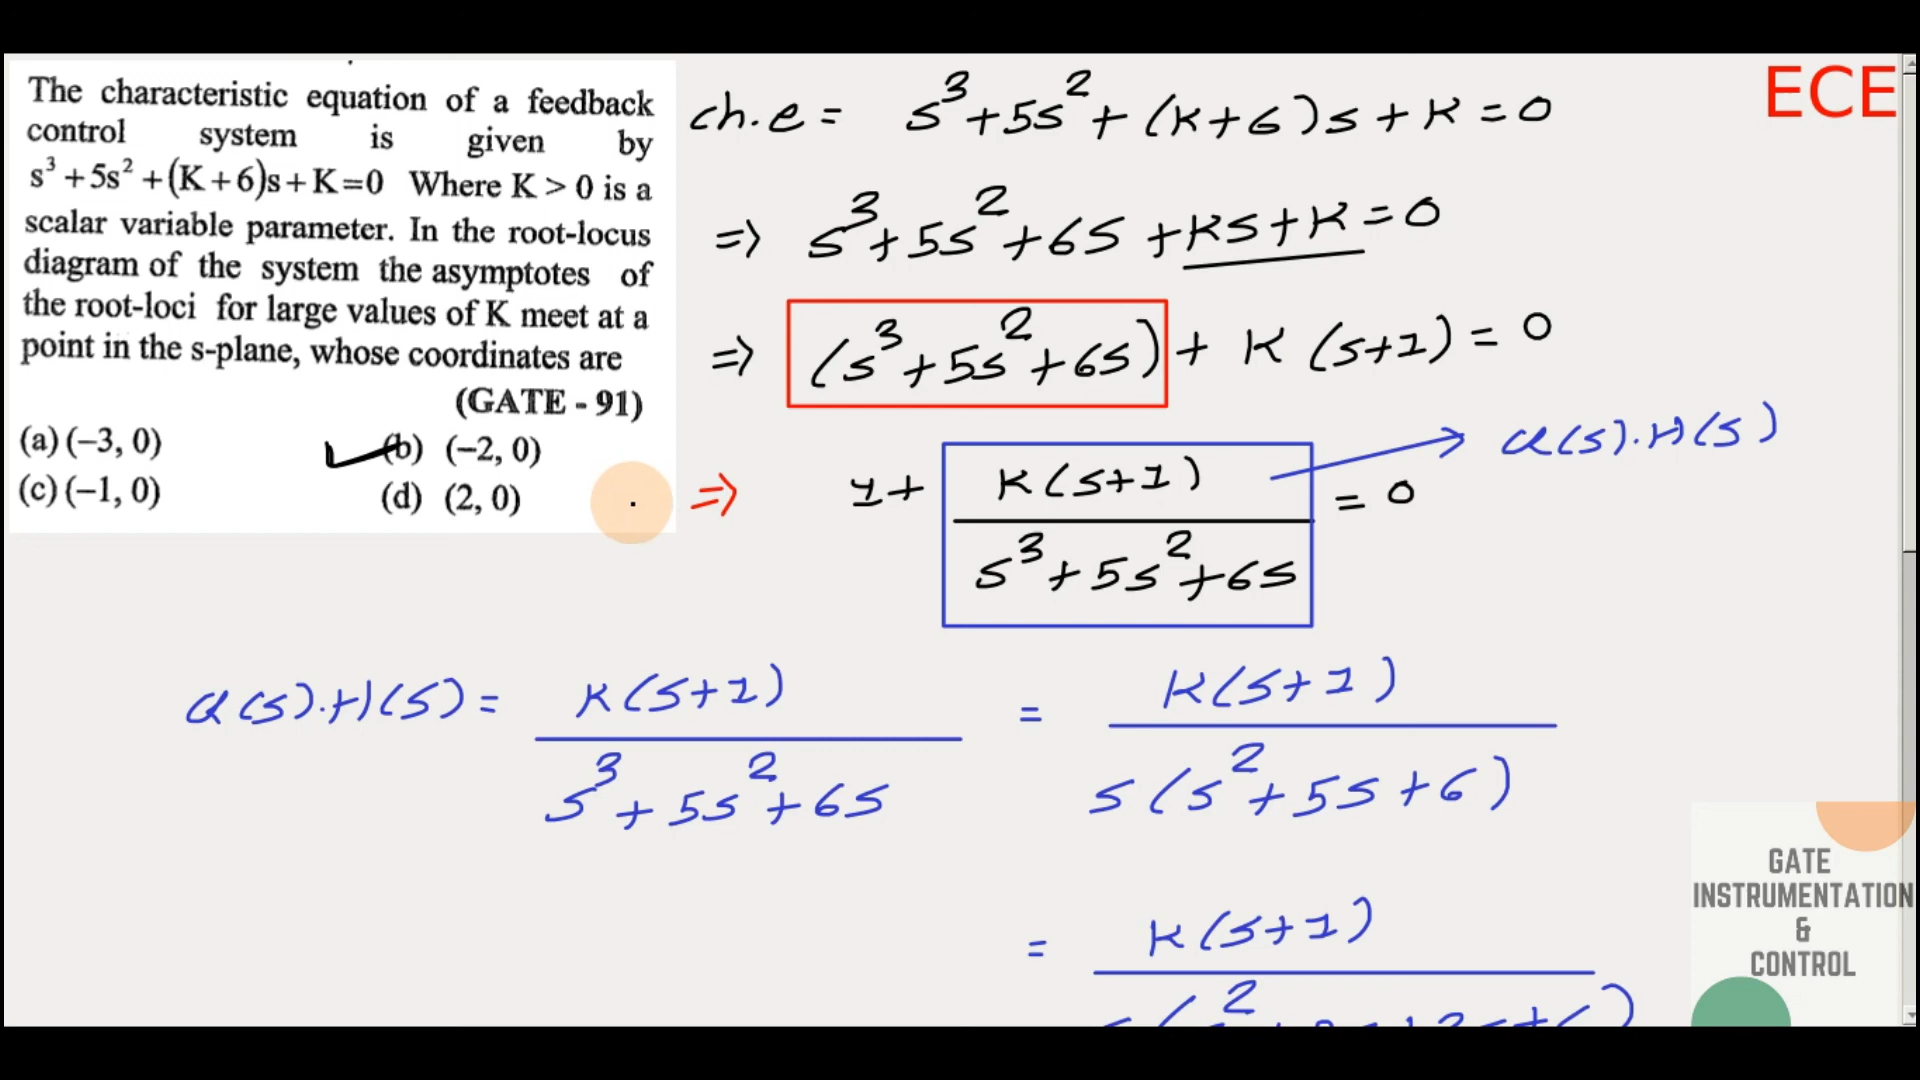 The characteristic equation of a feedback
control system is given by
s³ + 5s² + (K + 6)s + K = 0 Where K > 0 is a
scalar variable parameter. In the root-locus
diagram of the system the asymptotes of
the root-loci for large values of K meet at a
point in the s-plane, whose coordinates are
(GATE - 91)
(a) (–3, 0) (b) (–2, 0)
(c) (–1, 0) (d) (2, 0)
ECE
ch.e = s³ + 5s² + (K+6)s + K = 0
=> s³ + 5s² + 6s + Ks + K = 0
=> (s³ + 5s² + 6s) + K (s+1) = 0
=> 1 + K(s+1) / s³ + 5s² + 6s = 0
G(s).H(s)
G(s).H(s) = K(s+1) / s³ + 5s² + 6s = K(s+1) / s(s² + 5s + 6)
= K(s+1)
GATE
INSTRUMENTATION
&
CONTROL